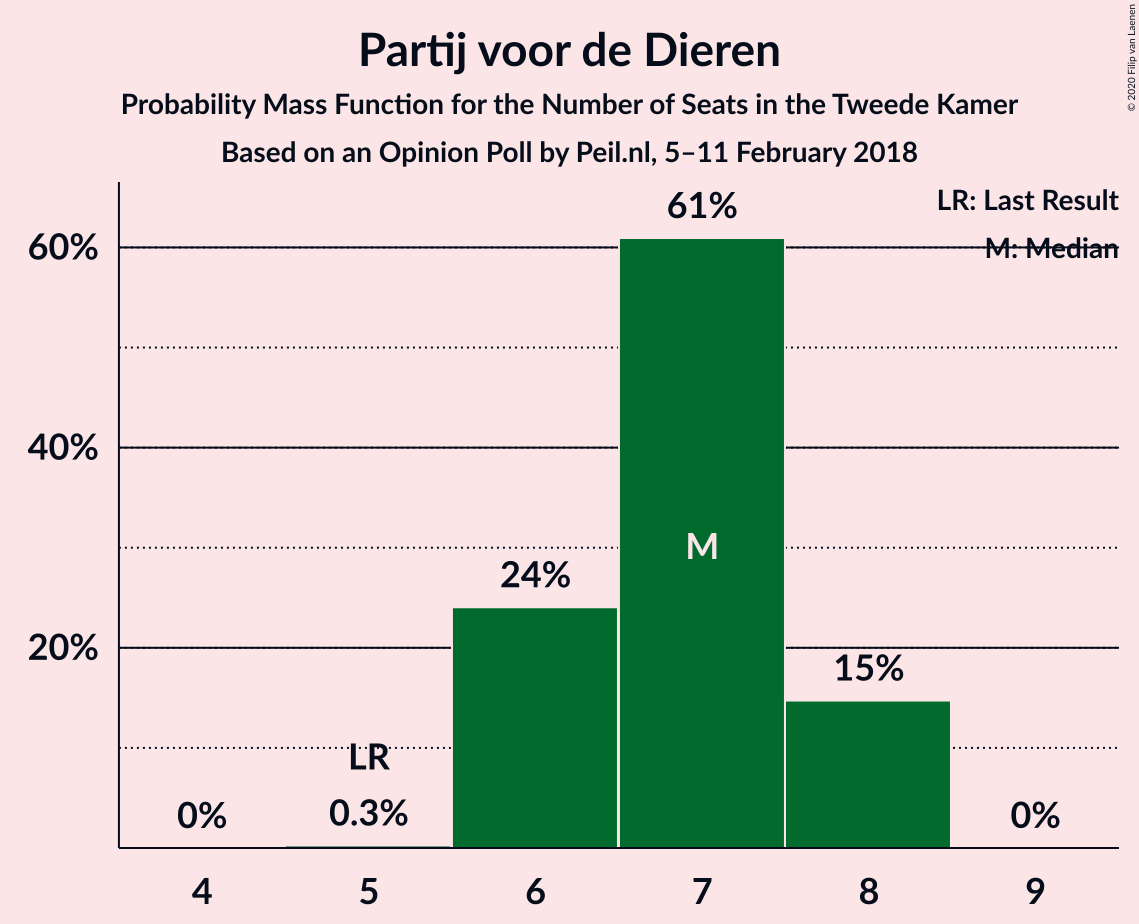 Partij voor de Dieren
Probability Mass Function for the Number of Seats in the Tweede Kamer
Based on an Opinion Poll by Peil.nl, 5–11 February 2018
© 2020 Filip van Laenen
LR: Last Result
M: Median
61%
60%
40%
M
24%
20%
15%
LR
0%
0.3%
0%
4 5 6 7 8 9